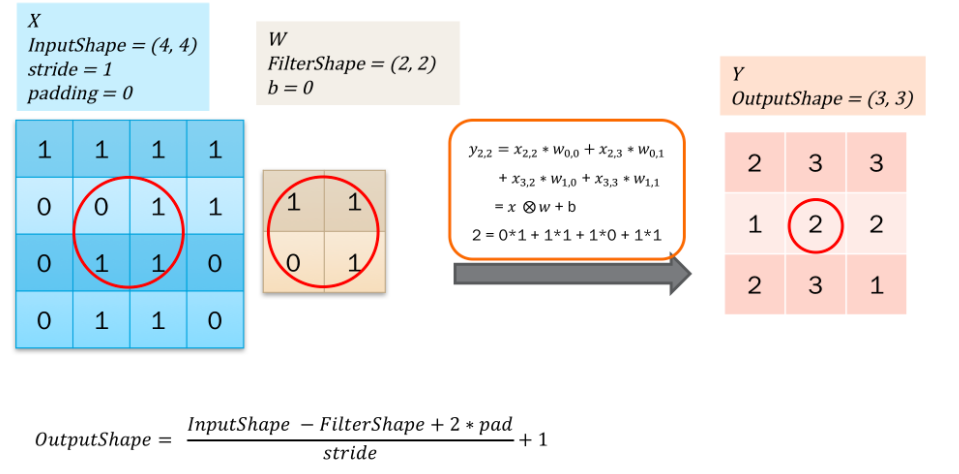 X
InputShape = (4, 4)
stride = 1
padding = 0
W
FilterShape = (2, 2)
b = 0
Y
OutputShape = (3, 3)
1 1 1 1
0 0 1 1
0 1 1 0
0 1 1 0
1 1
0 1
y₂,₂ = x₂,₂ * w₀,₀ + x₂,₃ * w₀,₁
+ x₃,₂ * w₁,₀ + x₃,₃ * w₁,₁
= x ⊗ w + b
2 = 0*1 + 1*1 + 1*0 + 1*1
2 3 3
1 2 2
2 3 1
OutputShape = (InputShape − FilterShape + 2 * pad) / stride + 1